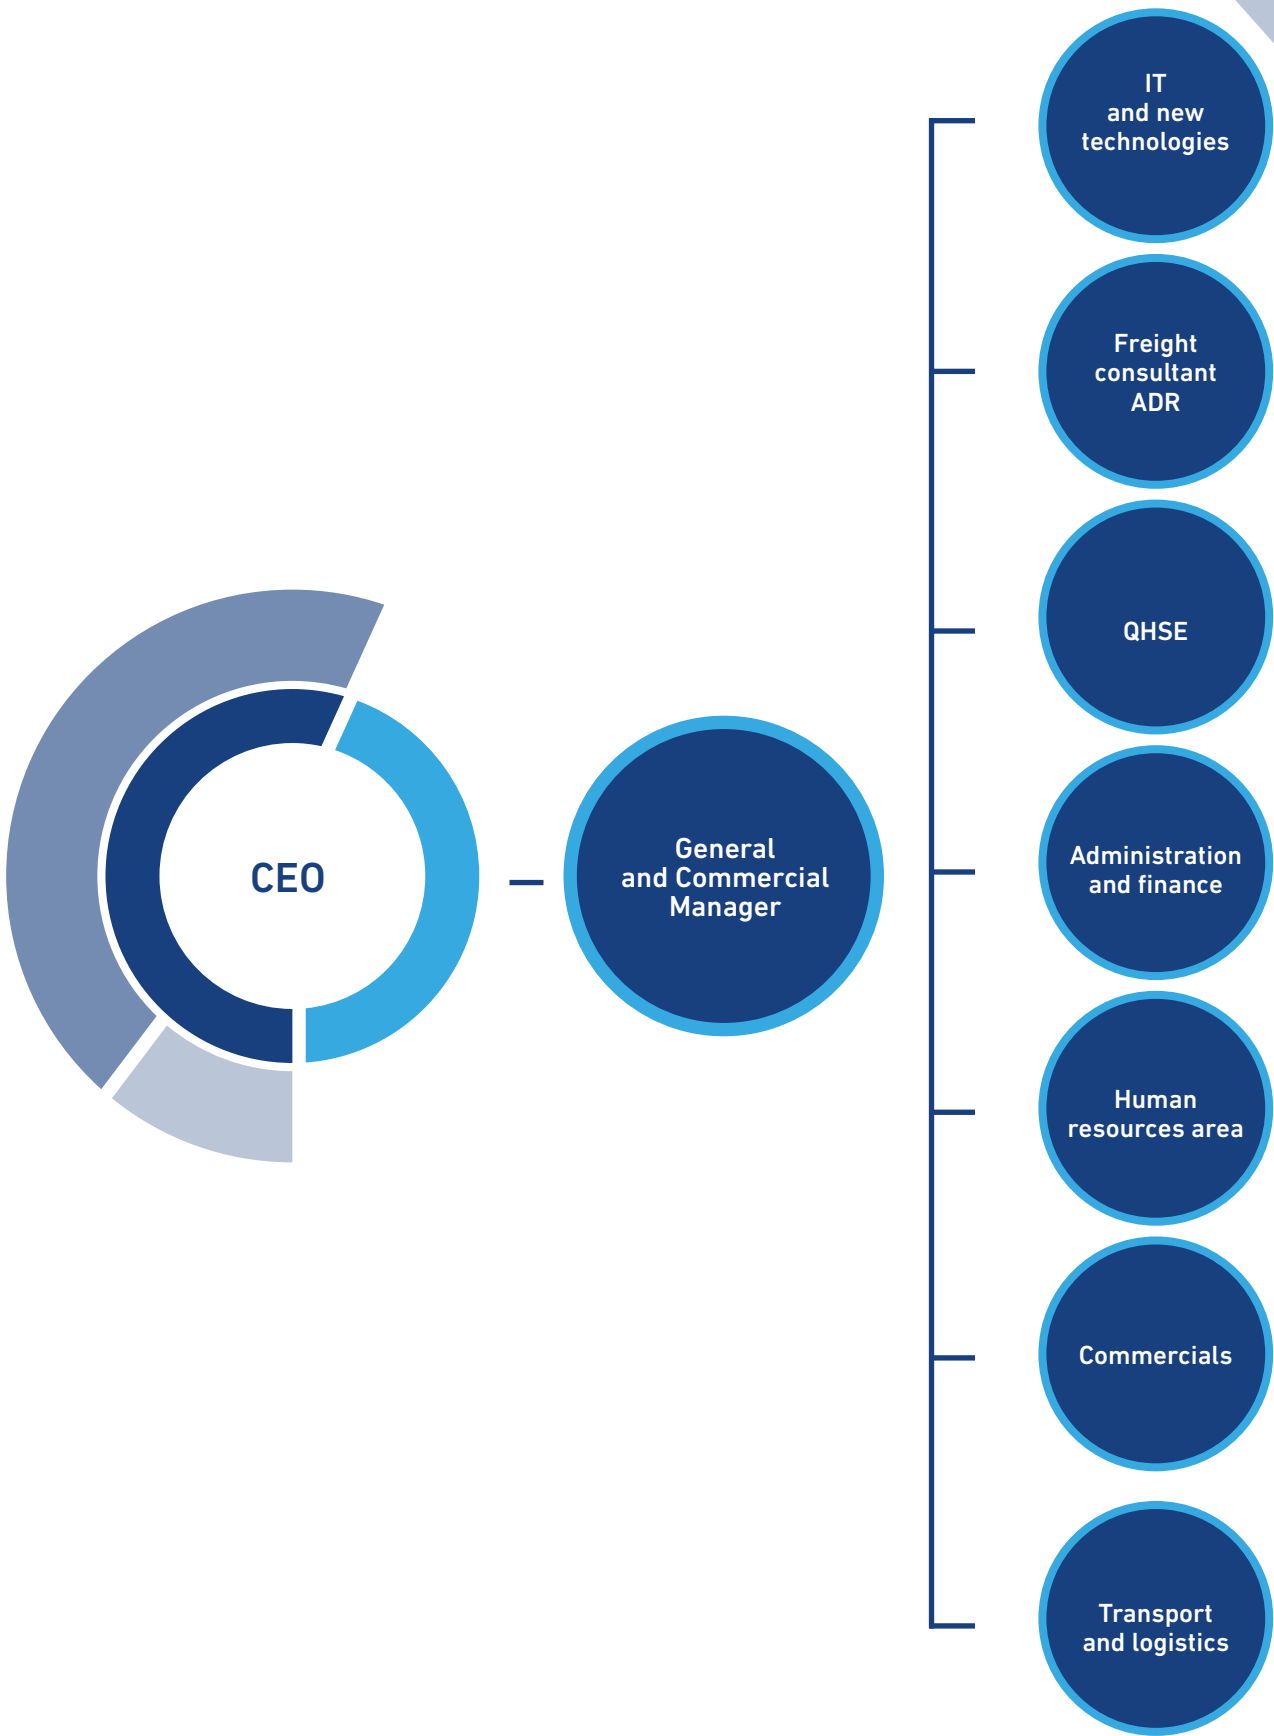 CEO
General
and Commercial
Manager
IT
and new
technologies
Freight
consultant
ADR
QHSE
Administration
and finance
Human
resources area
Commercials
Transport
and logistics